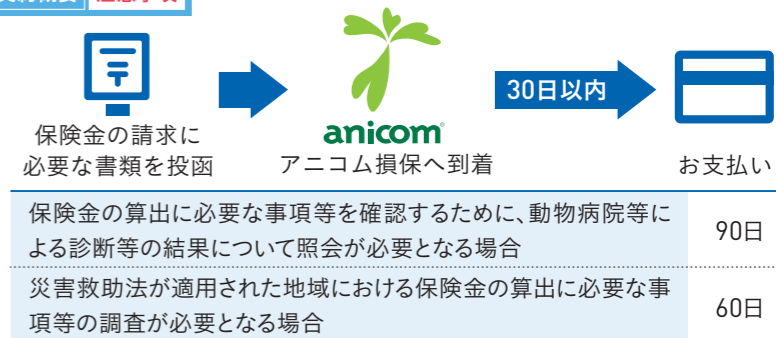 保険金の請求に
必要な書類を投函
anicom
アニコム損保へ到着
30日以内
お支払い
保険金の算出に必要な事項等を確認するために、動物病院等に
よる診断等の結果について照会が必要となる場合
90日
災害救助法が適用された地域における保険金の算出に必要な事
項等の調査が必要となる場合
60日